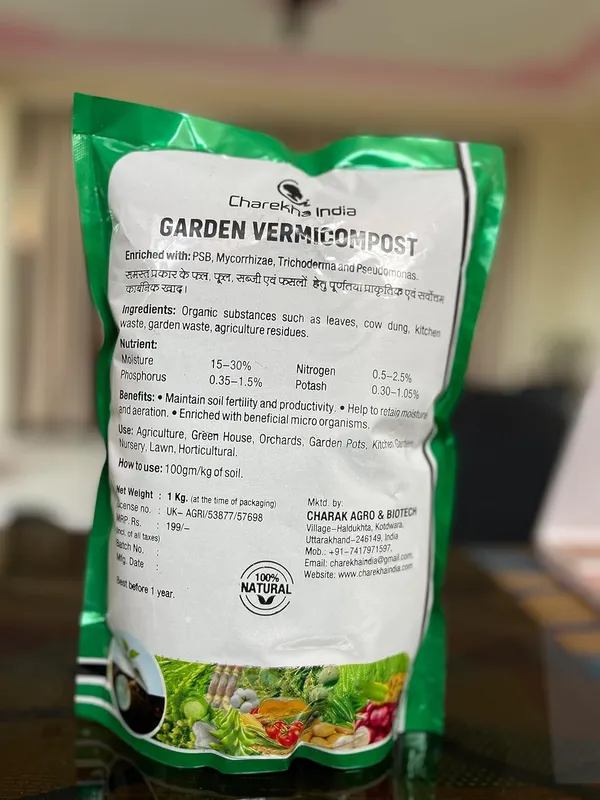 Charekha India
GARDEN VERMICOMPOST
Enriched with: PSB, Mycorrhizae, Trichoderma and Pseudomonas.
समस्त प्रकार के फल, फूल, सब्जी एवं फसलों हेतु पूर्णतया प्राकृतिक एवं सर्वोत्तम
कार्बनिक खाद।
Ingredients: Organic substances such as leaves, cow dung, kitchen
waste, garden waste, agriculture residues.
Nutrient:
Moisture 15–30% Nitrogen 0.5–2.5%
Phosphorus 0.35–1.5% Potash 0.30–1.05%
Benefits: • Maintain soil fertility and productivity. • Help to retain moisture
and aeration. • Enriched with beneficial micro organisms.
Use: Agriculture, Green House, Orchards, Garden Pots, Kitchen Garden,
Nursery, Lawn, Horticultural.
How to use: 100gm/kg of soil.
Net Weight : 1 Kg. (at the time of packaging)
License no. : UK– AGRI/53877/57698
MRP. Rs. : 199/–
(incl. of all taxes)
Batch No. :
Mfg. Date :
Best before 1 year.
Mktd. by:
CHARAK AGRO & BIOTECH
Village–Haldukhta, Kotdwara,
Uttarakhand–246149, India
Mob.: +91–7417971597,
Email: charekhaindia@gmail.com,
Website: www.charekhaindia.com
100%
NATURAL